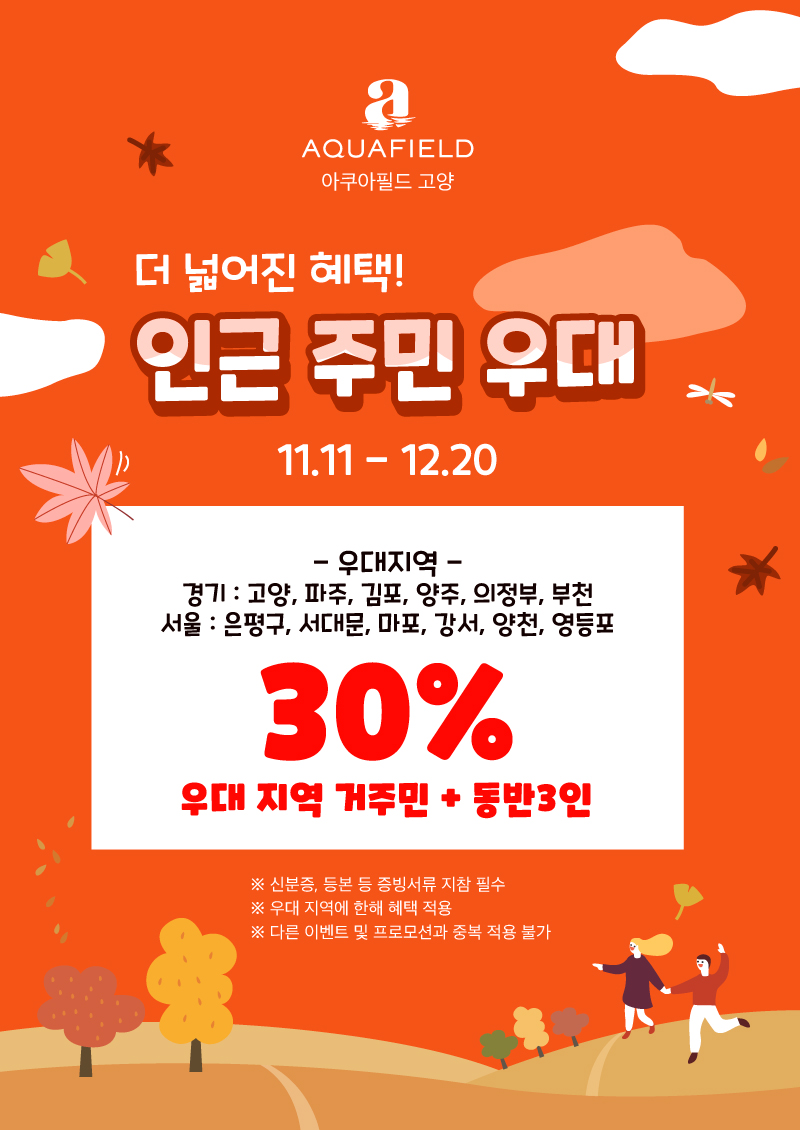 a
AQUAFIELD
아쿠아필드 고양
더 넓어진 혜택!
인근 주민 우대
11.11 – 12.20
– 우대지역 –
경기 : 고양, 파주, 김포, 양주, 의정부, 부천
서울 : 은평구, 서대문, 마포, 강서, 양천, 영등포
30%
우대 지역 거주민 + 동반3인
※ 신분증, 등본 등 증빙서류 지참 필수
※ 우대 지역에 한해 혜택 적용
※ 다른 이벤트 및 프로모션과 중복 적용 불가